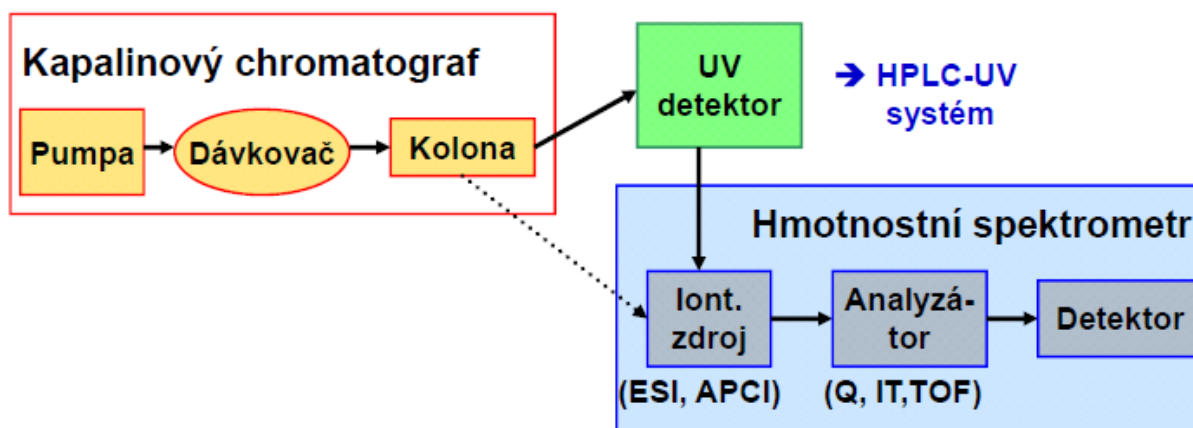 Kapalinový chromatograf
Pumpa
Dávkovač
Kolona
UV
detektor
➔ HPLC-UV
systém
Hmotnostní spektrometr
Iont.
zdroj
(ESI, APCI)
Analyzá-
tor
(Q, IT,TOF)
Detektor